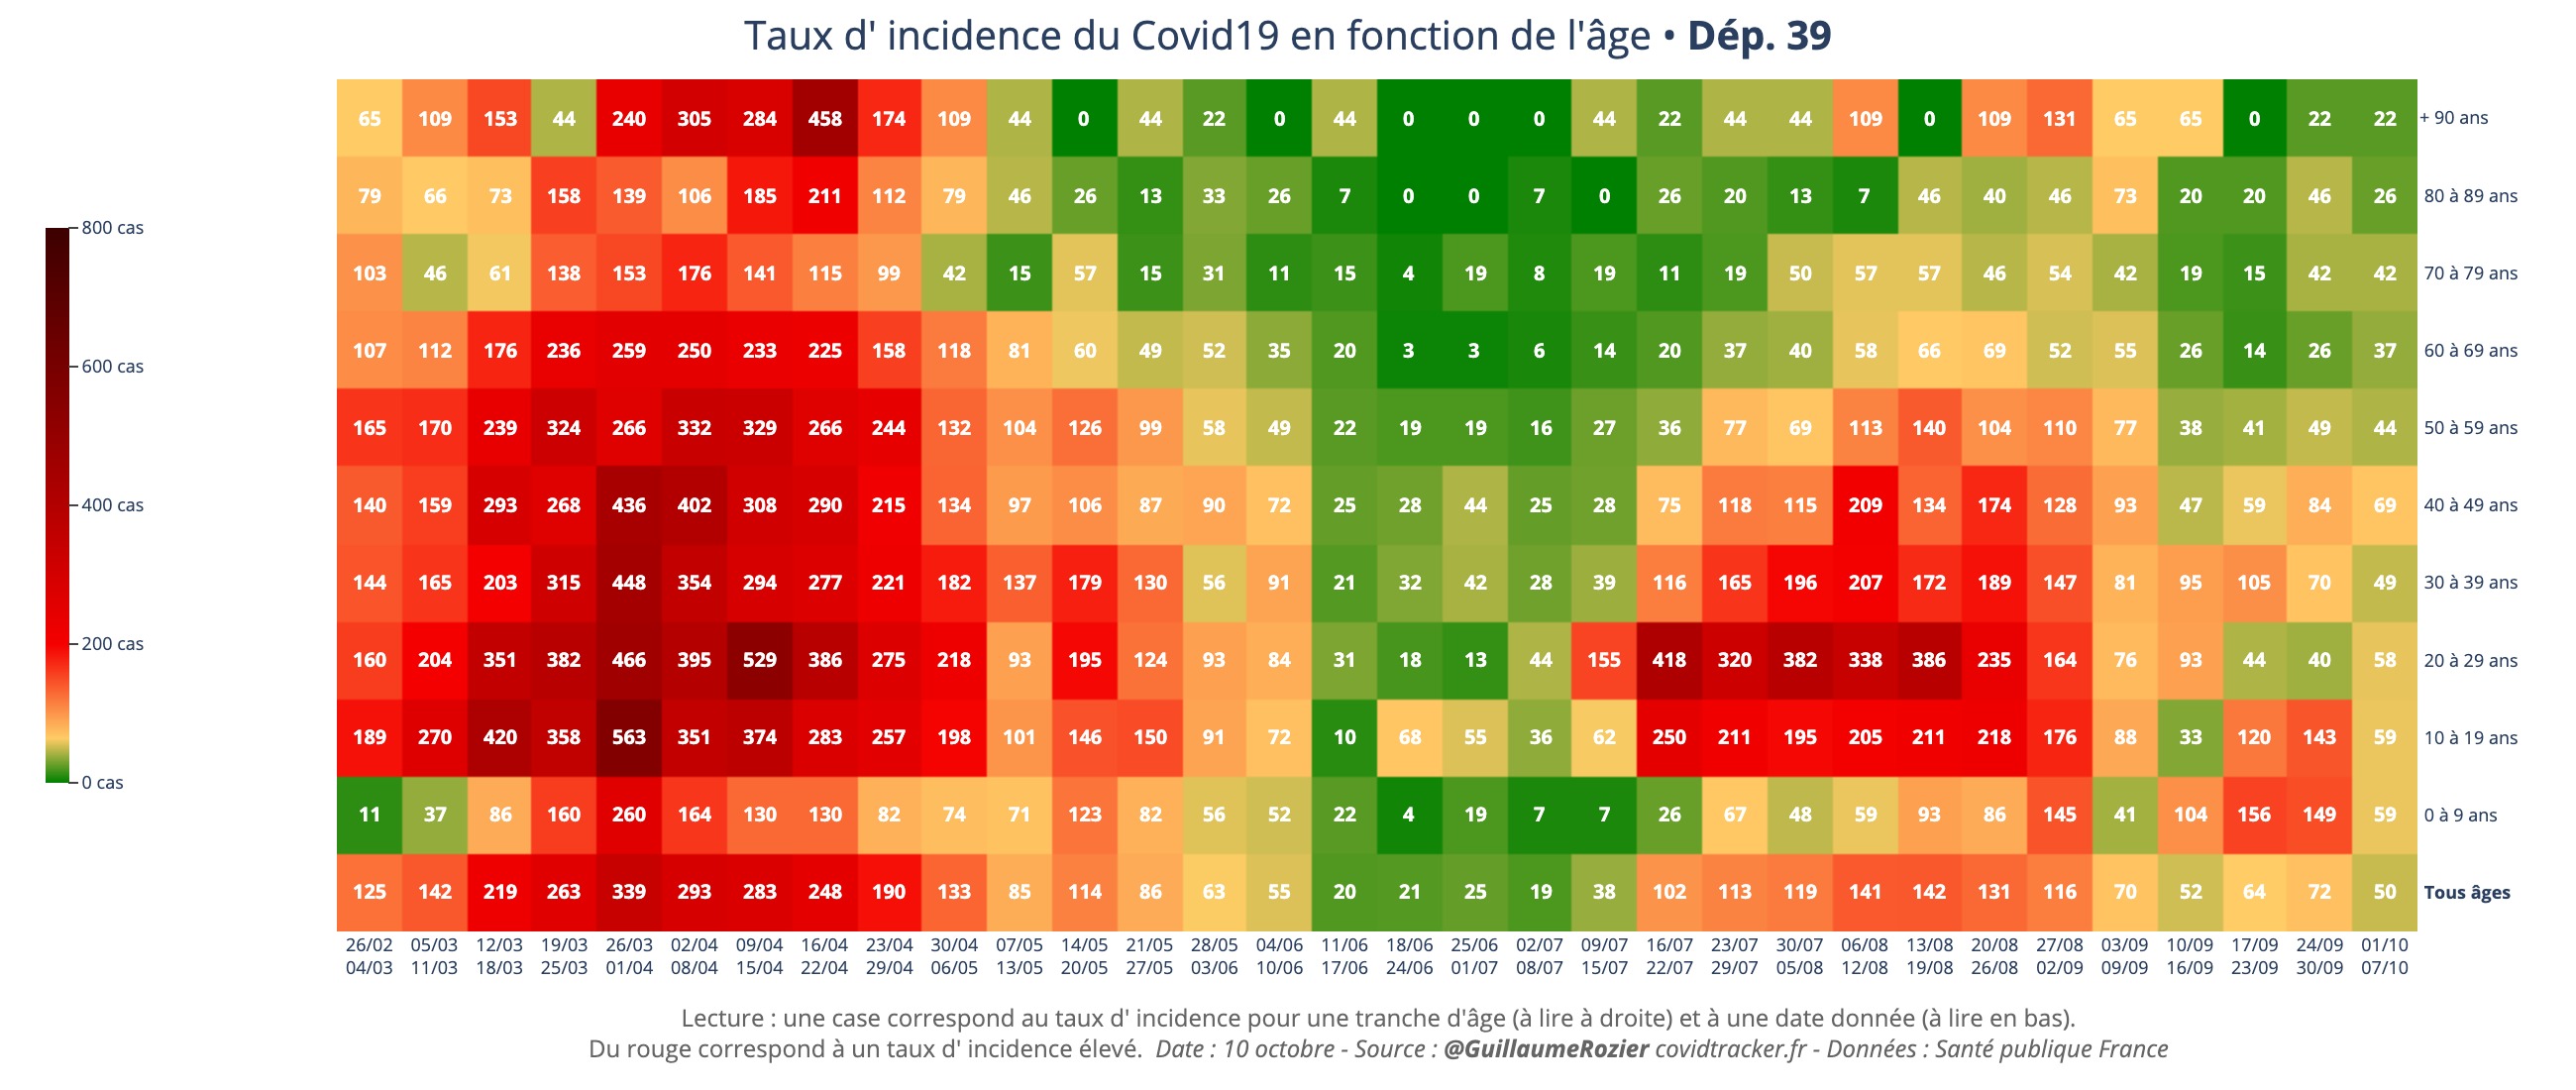 Taux d' incidence du Covid19 en fonction de l'âge • Dép. 39
800 cas
600 cas
400 cas
200 cas
0 cas
65 109 153 44 240 305 284 458 174 109 44 0 44 22 0 44 0 0 0 44 22 44 44 109 0 109 131 65 65 0 22 22 + 90 ans
79 66 73 158 139 106 185 211 112 79 46 26 13 33 26 7 0 0 7 0 26 20 13 7 46 40 46 73 20 20 46 26 80 à 89 ans
103 46 61 138 153 176 141 115 99 42 15 57 15 31 11 15 4 19 8 19 11 19 50 57 57 46 54 42 19 15 42 42 70 à 79 ans
107 112 176 236 259 250 233 225 158 118 81 60 49 52 35 20 3 3 6 14 20 37 40 58 66 69 52 55 26 14 26 37 60 à 69 ans
165 170 239 324 266 332 329 266 244 132 104 126 99 58 49 22 19 19 16 27 36 77 69 113 140 104 110 77 38 41 49 44 50 à 59 ans
140 159 293 268 436 402 308 290 215 134 97 106 87 90 72 25 28 44 25 28 75 118 115 209 134 174 128 93 47 59 84 69 40 à 49 ans
144 165 203 315 448 354 294 277 221 182 137 179 130 56 91 21 32 42 28 39 116 165 196 207 172 189 147 81 95 105 70 49 30 à 39 ans
160 204 351 382 466 395 529 386 275 218 93 195 124 93 84 31 18 13 44 155 418 320 382 338 386 235 164 76 93 44 40 58 20 à 29 ans
189 270 420 358 563 351 374 283 257 198 101 146 150 91 72 10 68 55 36 62 250 211 195 205 211 218 176 88 33 120 143 59 10 à 19 ans
11 37 86 160 260 164 130 130 82 74 71 123 82 56 52 22 4 19 7 7 26 67 48 59 93 86 145 41 104 156 149 59 0 à 9 ans
125 142 219 263 339 293 283 248 190 133 85 114 86 63 55 20 21 25 19 38 102 113 119 141 142 131 116 70 52 64 72 50 Tous âges
26/02 05/03 12/03 19/03 26/03 02/04 09/04 16/04 23/04 30/04 07/05 14/05 21/05 28/05 04/06 11/06 18/06 25/06 02/07 09/07 16/07 23/07 30/07 06/08 13/08 20/08 27/08 03/09 10/09 17/09 24/09 01/10
04/03 11/03 18/03 25/03 01/04 08/04 15/04 22/04 29/04 06/05 13/05 20/05 27/05 03/06 10/06 17/06 24/06 01/07 08/07 15/07 22/07 29/07 05/08 12/08 19/08 26/08 02/09 09/09 16/09 23/09 30/09 07/10
Lecture : une case correspond au taux d' incidence pour une tranche d'âge (à lire à droite) et à une date donnée (à lire en bas).
Du rouge correspond à un taux d' incidence élevé. Date : 10 octobre - Source : @GuillaumeRozier covidtracker.fr - Données : Santé publique France